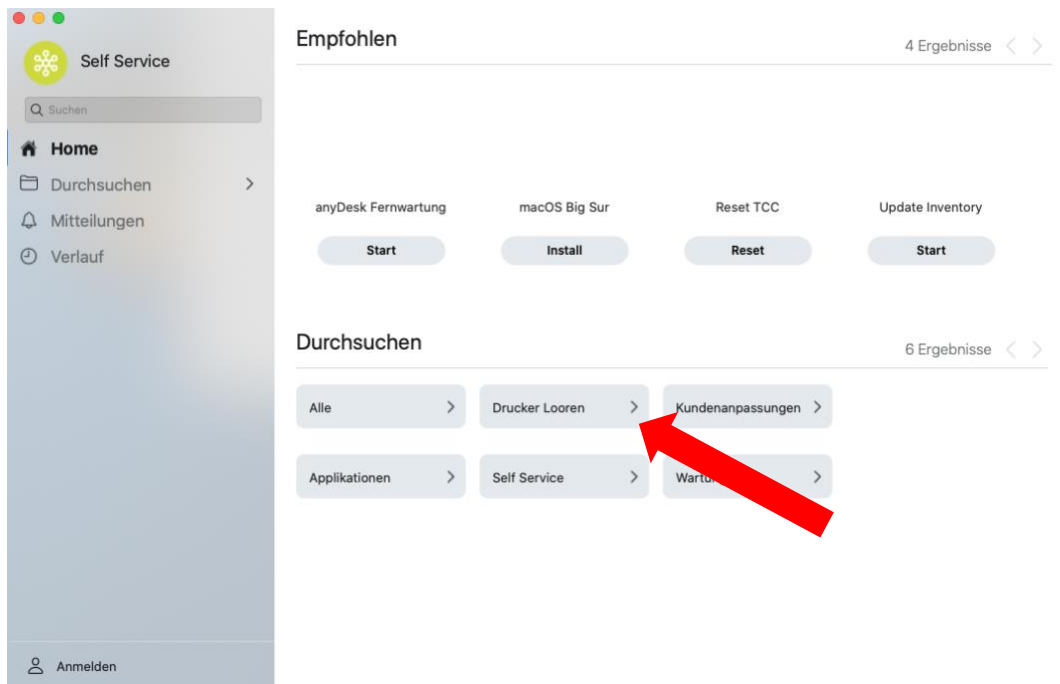 Self Service
Suchen
Home
Durchsuchen
Mitteilungen
Verlauf
Anmelden
Empfohlen
4 Ergebnisse
anyDesk Fernwartung
macOS Big Sur
Reset TCC
Update Inventory
Start
Install
Reset
Start
Durchsuchen
6 Ergebnisse
Alle
Drucker Looren
Kundenanpassungen
Applikationen
Self Service